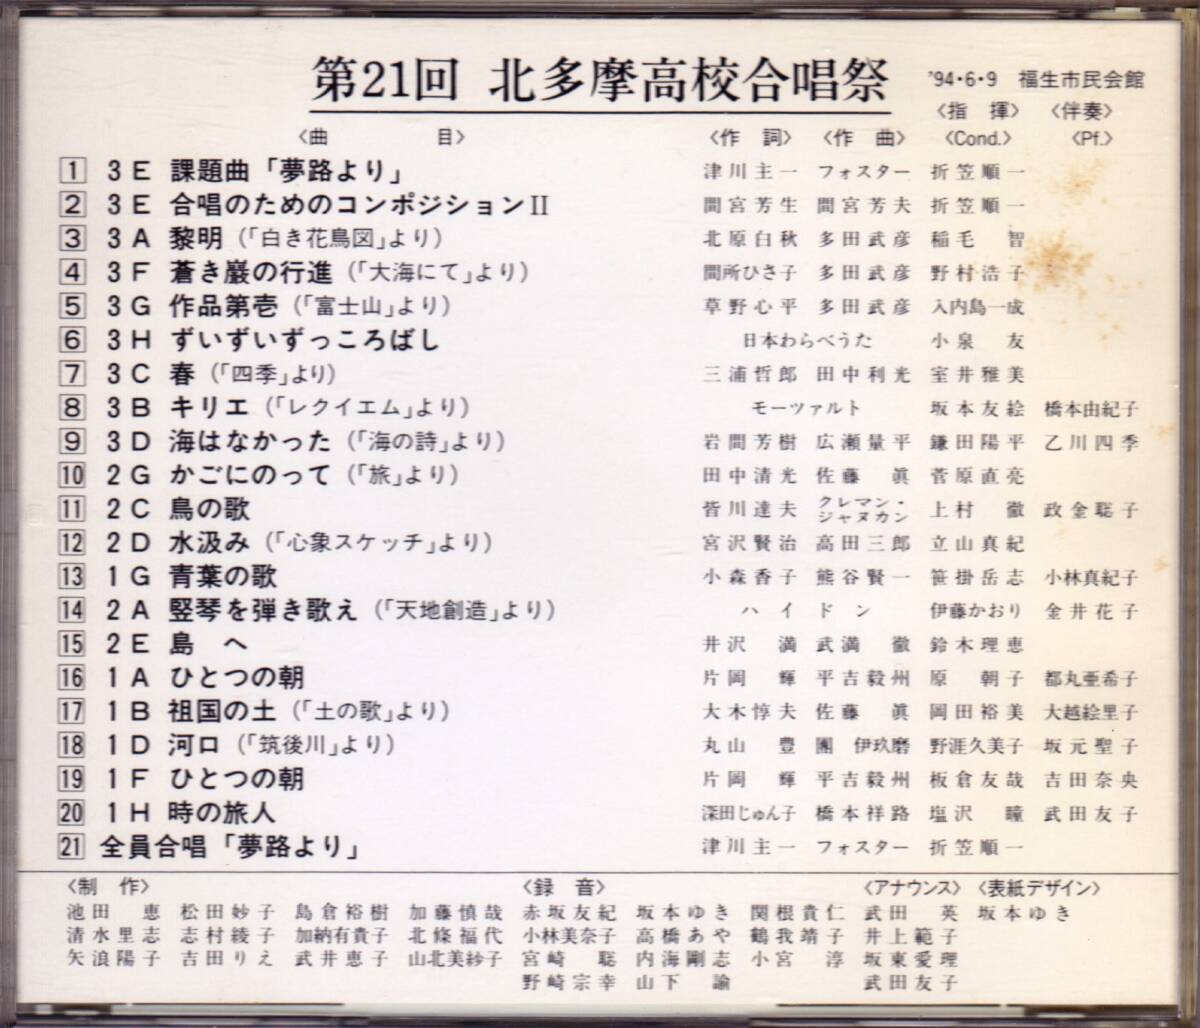 第21回 北多摩高校合唱祭 '94・6・9 福生市民会館
〈指 揮〉 〈伴奏〉
〈曲 目〉 〈作 詞〉 〈作 曲〉 〈Cond.〉 〈Pf.〉
1 3E 課題曲「夢路より」 津川主一 フォスター 折笠順一
2 3E 合唱のためのコンポジションII 間宮芳生 間宮芳夫 折笠順一
3 3A 黎明(「白き花鳥図」より) 北原白秋 多田武彦 稲毛 智
4 3F 蒼き巌の行進(「大海にて」より) 間所ひさ子 多田武彦 野村浩子
5 3G 作品第壱(「富士山」より) 草野心平 多田武彦 入内島一成
6 3H ずいずいずっころばし 日本わらべうた 小泉 友
7 3C 春(「四季」より) 三浦哲郎 田中利光 室井雅美
8 3B キリエ(「レクイエム」より) モーツァルト 坂本友絵 橋本由紀子
9 3D 海はなかった(「海の詩」より) 岩間芳樹 広瀬量平 鎌田陽平 乙川四季
10 2G かごにのって(「旅」より) 田中清光 佐藤 眞 菅原直亮
11 2C 鳥の歌 皆川達夫 クレマン・ジャヌカン 上村 徹 政金聡子
12 2D 水汲み(「心象スケッチ」より) 宮沢賢治 高田三郎 立山真紀
13 1G 青葉の歌 小森香子 熊谷賢一 笹掛岳志 小林真紀子
14 2A 竪琴を弾き歌え(「天地創造」より) ハイドン 伊藤かおり 金井花子
15 2E 島 へ 井沢 満 武満 徹 鈴木理恵
16 1A ひとつの朝 片岡 輝 平吉毅州 原 朝子 都丸亜希子
17 1B 祖国の土(「土の歌」より) 大木惇夫 佐藤 眞 岡田裕美 大越絵里子
18 1D 河口(「筑後川」より) 丸山 豊 團 伊玖磨 野涯久美子 坂元聖子
19 1F ひとつの朝 片岡 輝 平吉毅州 板倉友哉 吉田奈央
20 1H 時の旅人 深田じゅん子 橋本祥路 塩沢 瞳 武田友子
21 全員合唱「夢路より」 津川主一 フォスター 折笠順一
〈制 作〉 〈録 音〉 〈アナウンス〉 〈表紙デザイン〉
池田 恵 松田妙子 島倉裕樹 加藤慎哉 赤坂友紀 坂本ゆき 関根貴仁 武田 英 坂本ゆき
清水里志 志村綾子 加納有貴子 北條福代 小林美奈子 高橋あや 鶴我靖子 井上範子
矢浪陽子 吉田りえ 武井恵子 山北美紗子 宮崎 聡 内海剛志 小宮 淳 坂東愛理
野崎宗幸 山下 諭 武田友子